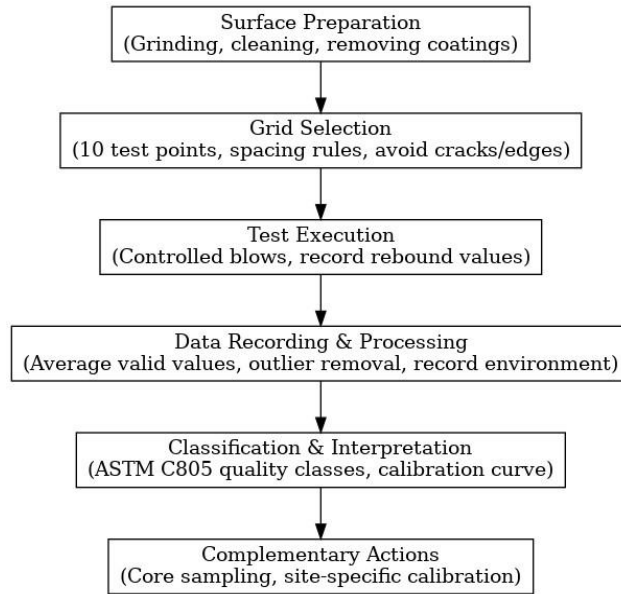 Surface Preparation
(Grinding, cleaning, removing coatings)
Grid Selection
(10 test points, spacing rules, avoid cracks/edges)
Test Execution
(Controlled blows, record rebound values)
Data Recording & Processing
(Average valid values, outlier removal, record environment)
Classification & Interpretation
(ASTM C805 quality classes, calibration curve)
Complementary Actions
(Core sampling, site-specific calibration)